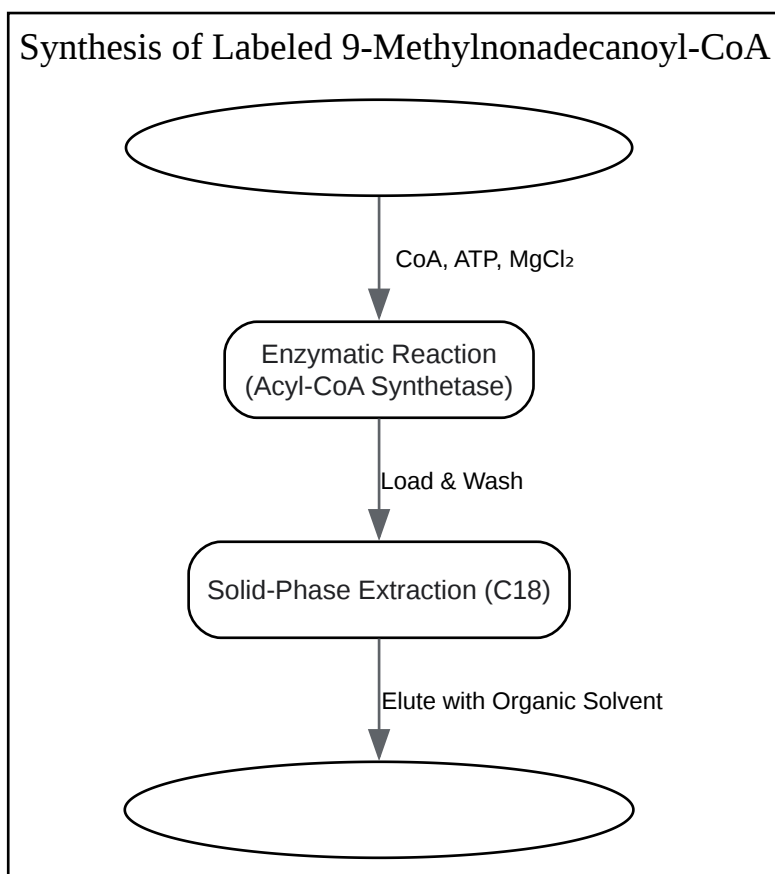 Synthesis of Labeled 9-Methylnonadecanoyl-CoA
CoA, ATP, MgCl₂
Enzymatic Reaction
(Acyl-CoA Synthetase)
Load & Wash
Solid-Phase Extraction (C18)
Elute with Organic Solvent